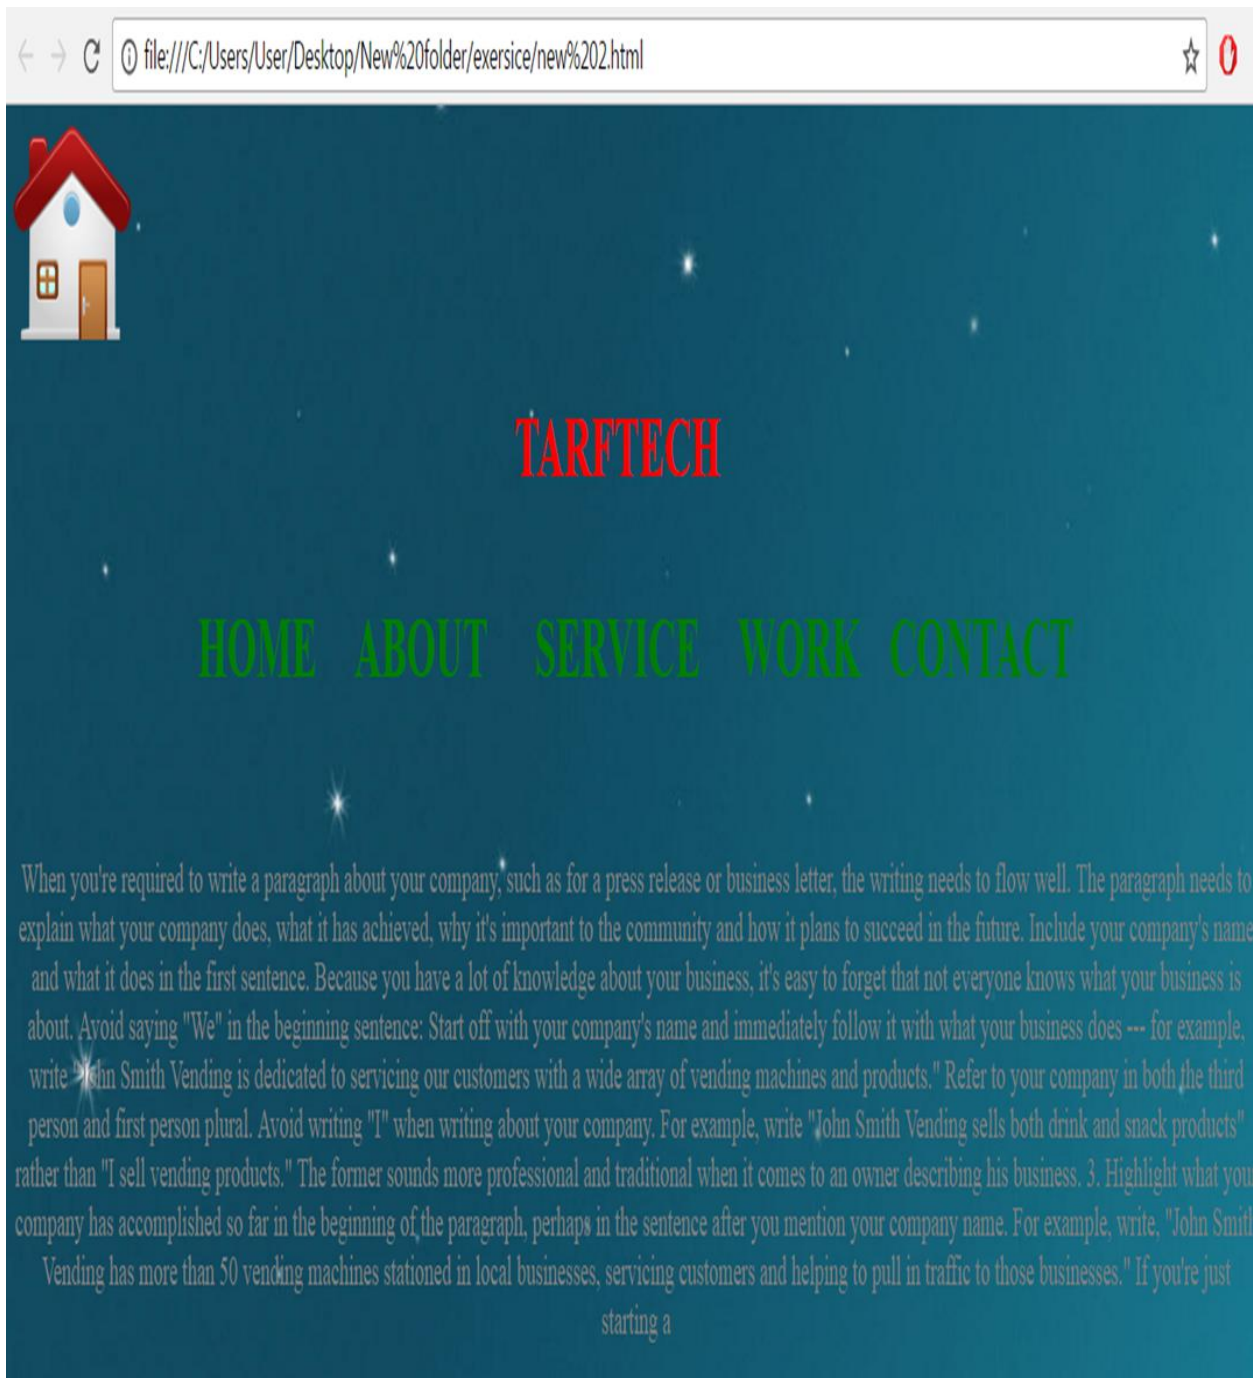 file:///C:/Users/User/Desktop/New%20folder/exersice/new%202.html
TARFTECH
HOME ABOUT SERVICE WORK CONTACT
When you're required to write a paragraph about your company, such as for a press release or business letter, the writing needs to flow well. The paragraph needs to
explain what your company does, what it has achieved, why it's important to the community and how it plans to succeed in the future. Include your company's name
and what it does in the first sentence. Because you have a lot of knowledge about your business, it's easy to forget that not everyone knows what your business is
about. Avoid saying "We" in the beginning sentence: Start off with your company's name and immediately follow it with what your business does --- for example,
write "John Smith Vending is dedicated to servicing our customers with a wide array of vending machines and products." Refer to your company in both the third
person and first person plural. Avoid writing "I" when writing about your company. For example, write "John Smith Vending sells both drink and snack products"
rather than "I sell vending products." The former sounds more professional and traditional when it comes to an owner describing his business. 3. Highlight what your
company has accomplished so far in the beginning of the paragraph, perhaps in the sentence after you mention your company name. For example, write, "John Smith
Vending has more than 50 vending machines stationed in local businesses, servicing customers and helping to pull in traffic to those businesses." If you're just
starting a